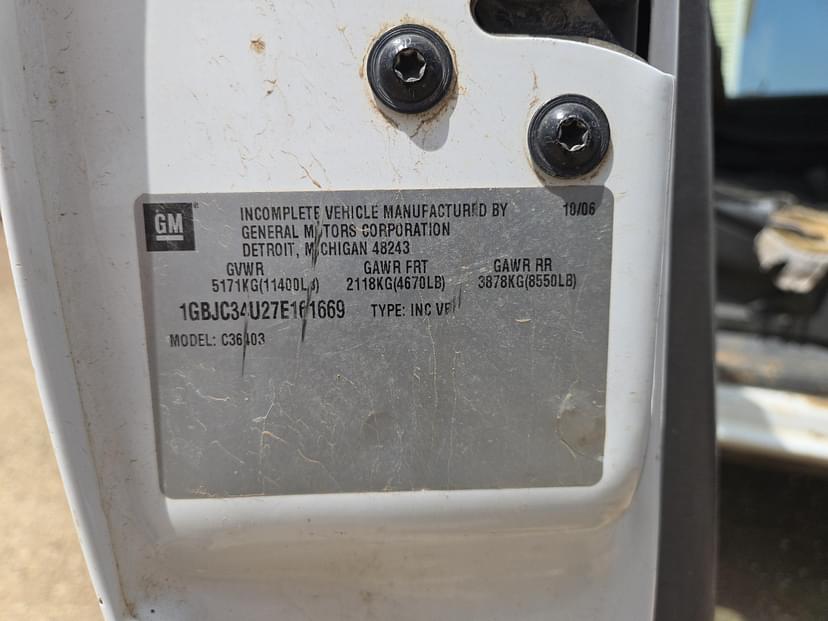 GM
INCOMPLETE VEHICLE MANUFACTURED BY 10/06
GENERAL MOTORS CORPORATION
DETROIT, MICHIGAN 48243
GVWR GAWR FRT GAWR RR
5171KG(11400LB) 2118KG(4670LB) 3878KG(8550LB)
1GBJC34U27E161669 TYPE: INC VEH
MODEL: C36403